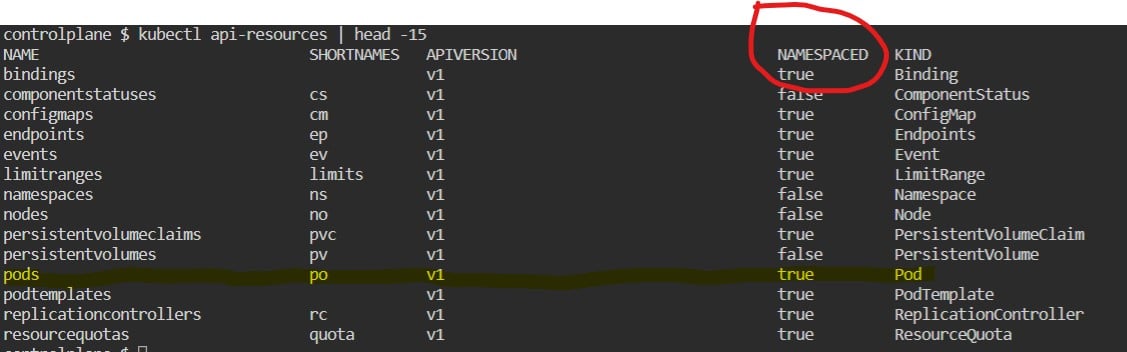 controlplane $ kubectl api-resources | head -15
NAME SHORTNAMES APIVERSION NAMESPACED KIND
bindings v1 true Binding
componentstatuses cs v1 false ComponentStatus
configmaps cm v1 true ConfigMap
endpoints ep v1 true Endpoints
events ev v1 true Event
limitranges limits v1 true LimitRange
namespaces ns v1 false Namespace
nodes no v1 false Node
persistentvolumeclaims pvc v1 true PersistentVolumeClaim
persistentvolumes pv v1 false PersistentVolume
pods po v1 true Pod
podtemplates v1 true PodTemplate
replicationcontrollers rc v1 true ReplicationController
resourcequotas quota v1 true ResourceQuota
controlplane $